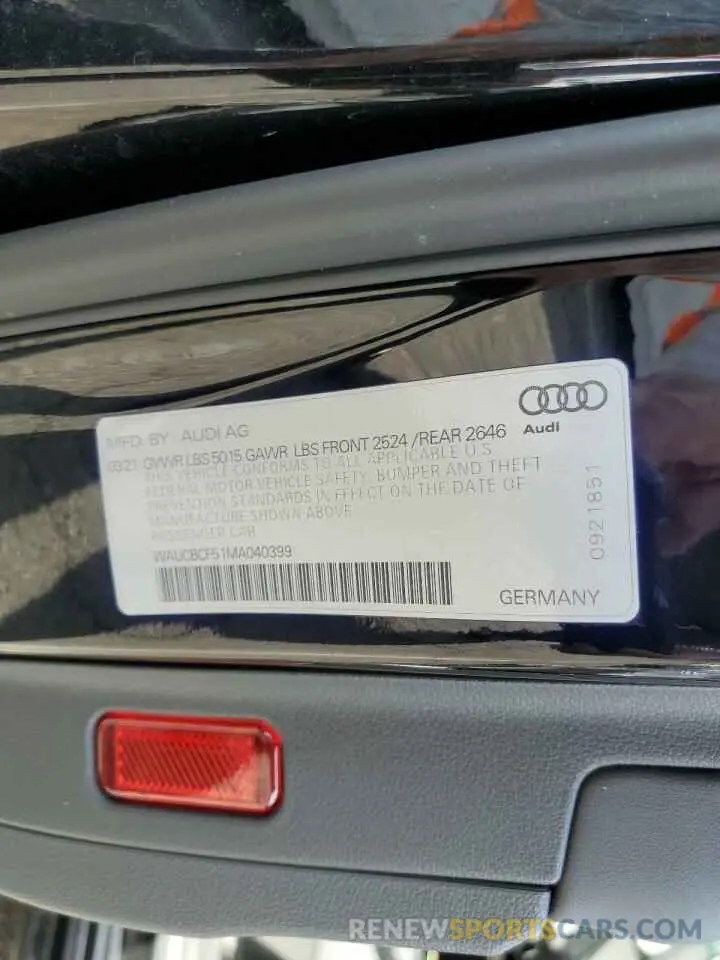 MFD. BY AUDI AG
03.21 GVWR LBS 5015 GAWR LBS FRONT 2524 /REAR 2646
THIS VEHICLE CONFORMS TO ALL APPLICABLE U.S.
FEDERAL MOTOR VEHICLE SAFETY, BUMPER AND THEFT
PREVENTION STANDARDS IN EFFECT ON THE DATE OF
MANUFACTURE SHOWN ABOVE
PASSENGER CAR
WAUCBCF51MA040399
Audi
0921851
GERMANY
RENEWSPORTSCARS.COM